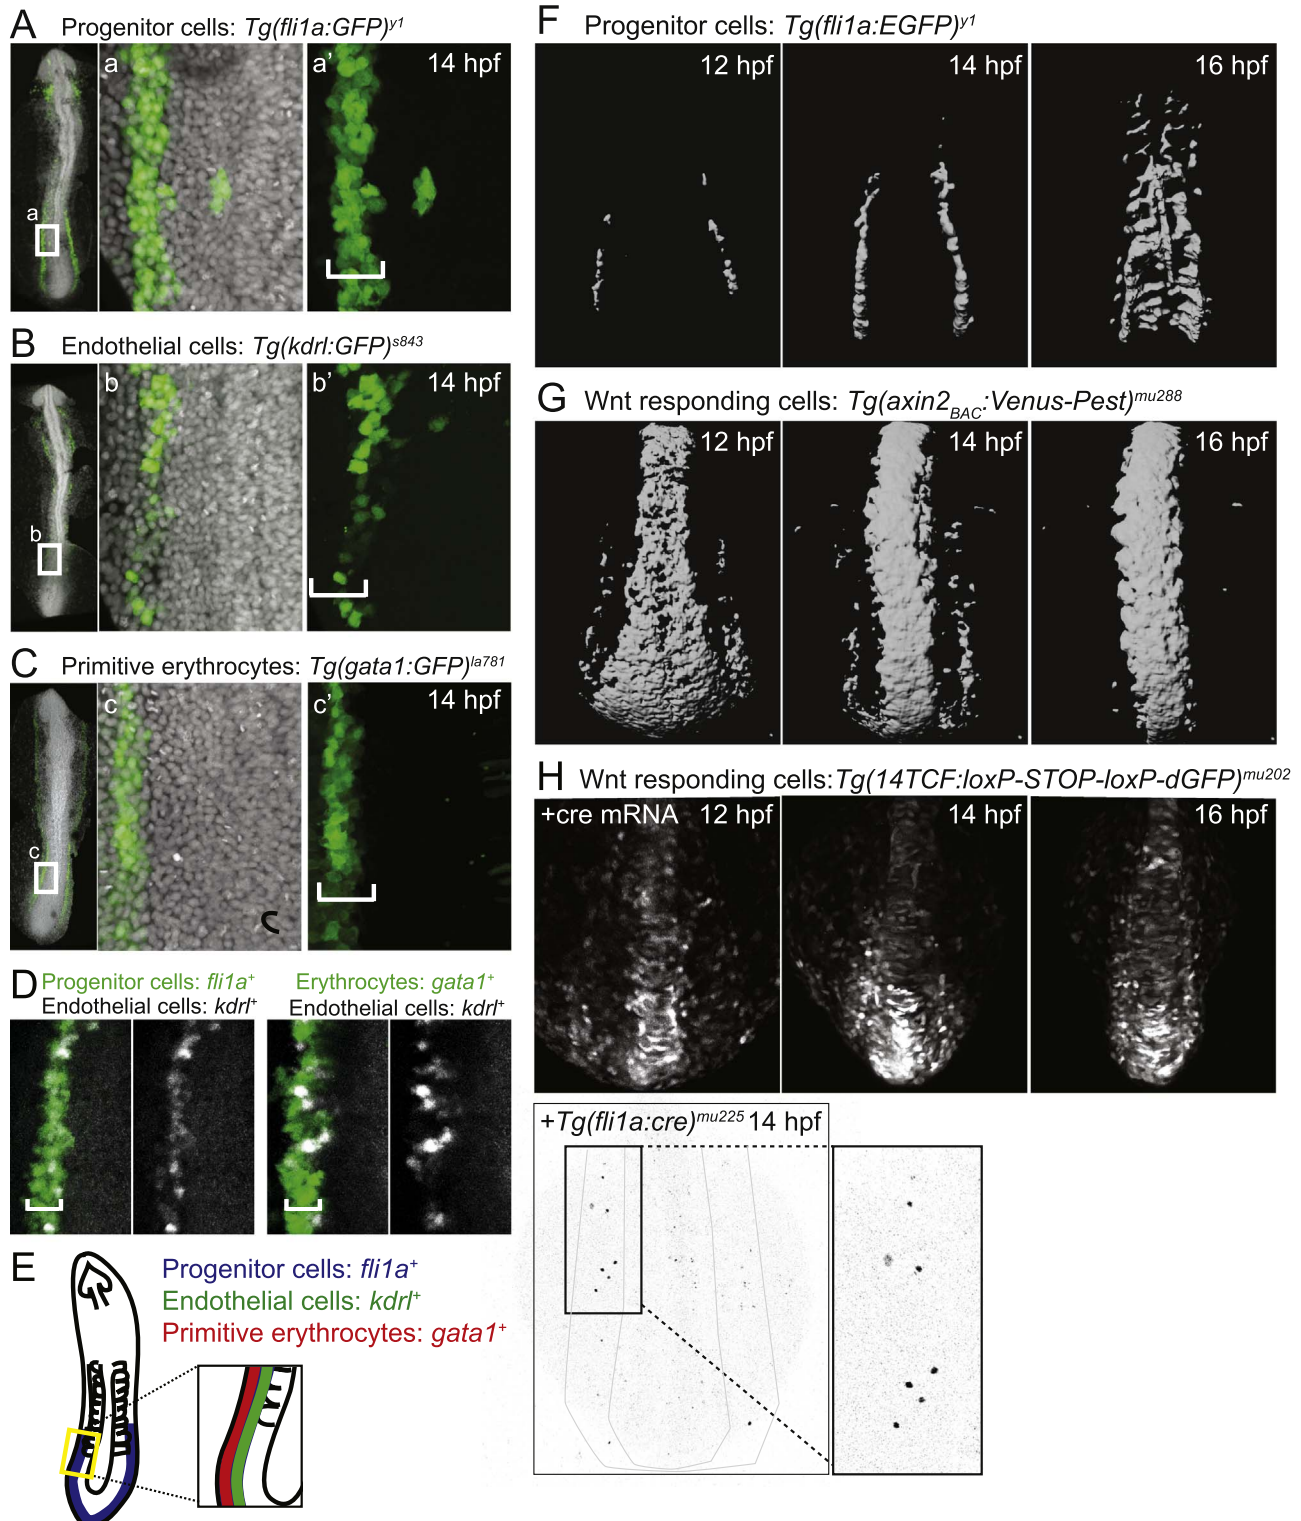 A Progenitor cells: Tg(fli1a:GFP)y1
a
a
a' 14 hpf
B Endothelial cells: Tg(kdrl:GFP)s843
b
b
b' 14 hpf
C Primitive erythrocytes: Tg(gata1:GFP)la781
c
c
c' 14 hpf
D Progenitor cells: fli1a+
Endothelial cells: kdrl+
Erythrocytes: gata1+
Endothelial cells: kdrl+
E
Progenitor cells: fli1a+
Endothelial cells: kdrl+
Primitive erythrocytes: gata1+
F Progenitor cells: Tg(fli1a:EGFP)y1
12 hpf
14 hpf
16 hpf
G Wnt responding cells: Tg(axin2BAC:Venus-Pest)mu288
12 hpf
14 hpf
16 hpf
H Wnt responding cells:Tg(14TCF:loxP-STOP-loxP-dGFP)mu202
+cre mRNA 12 hpf
14 hpf
16 hpf
+Tg(fli1a:cre)mu225 14 hpf